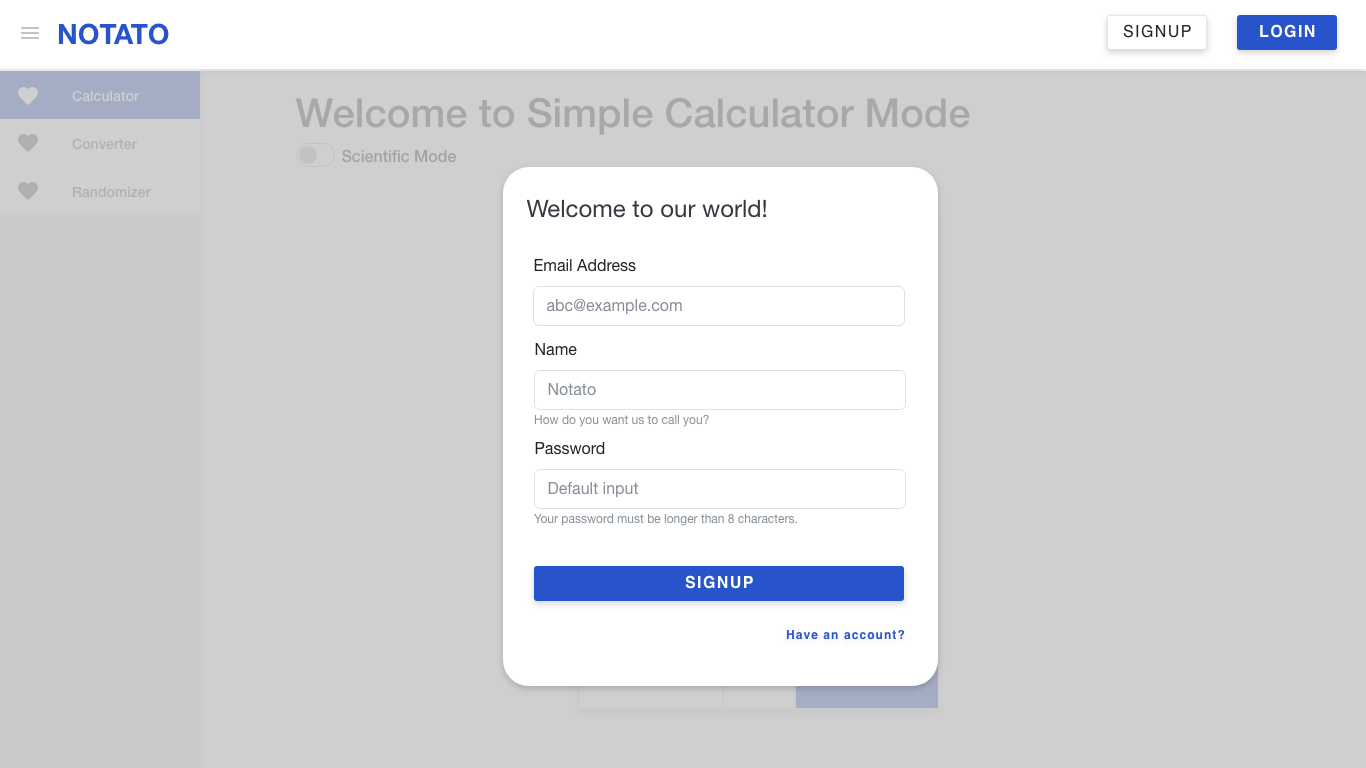 NOTATO
SIGNUP
LOGIN
Calculator
Converter
Randomizer
Welcome to Simple Calculator Mode
Scientific Mode
Welcome to our world!
Email Address
abc@example.com
Name
Notato
How do you want us to call you?
Password
Default input
Your password must be longer than 8 characters.
SIGNUP
Have an account?